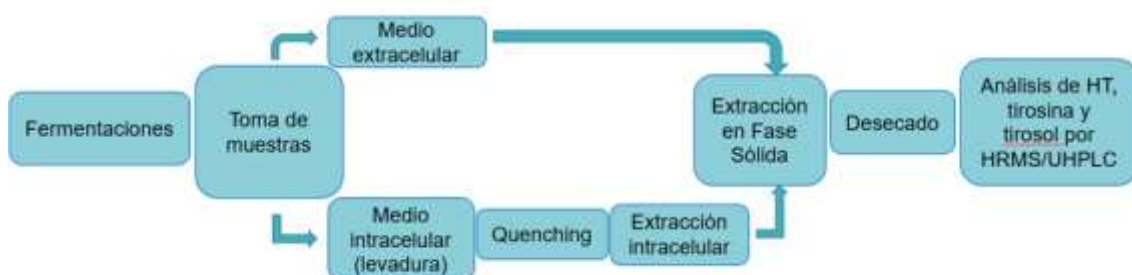 Fermentaciones
Toma de
muestras
Medio
extracelular
Medio
intracelular
(levadura)
Quenching
Extracción
intracelular
Extracción
en Fase
Sólida
Desecado
Análisis de HT,
tirosina y
tirosol por
HRMS/UHPLC